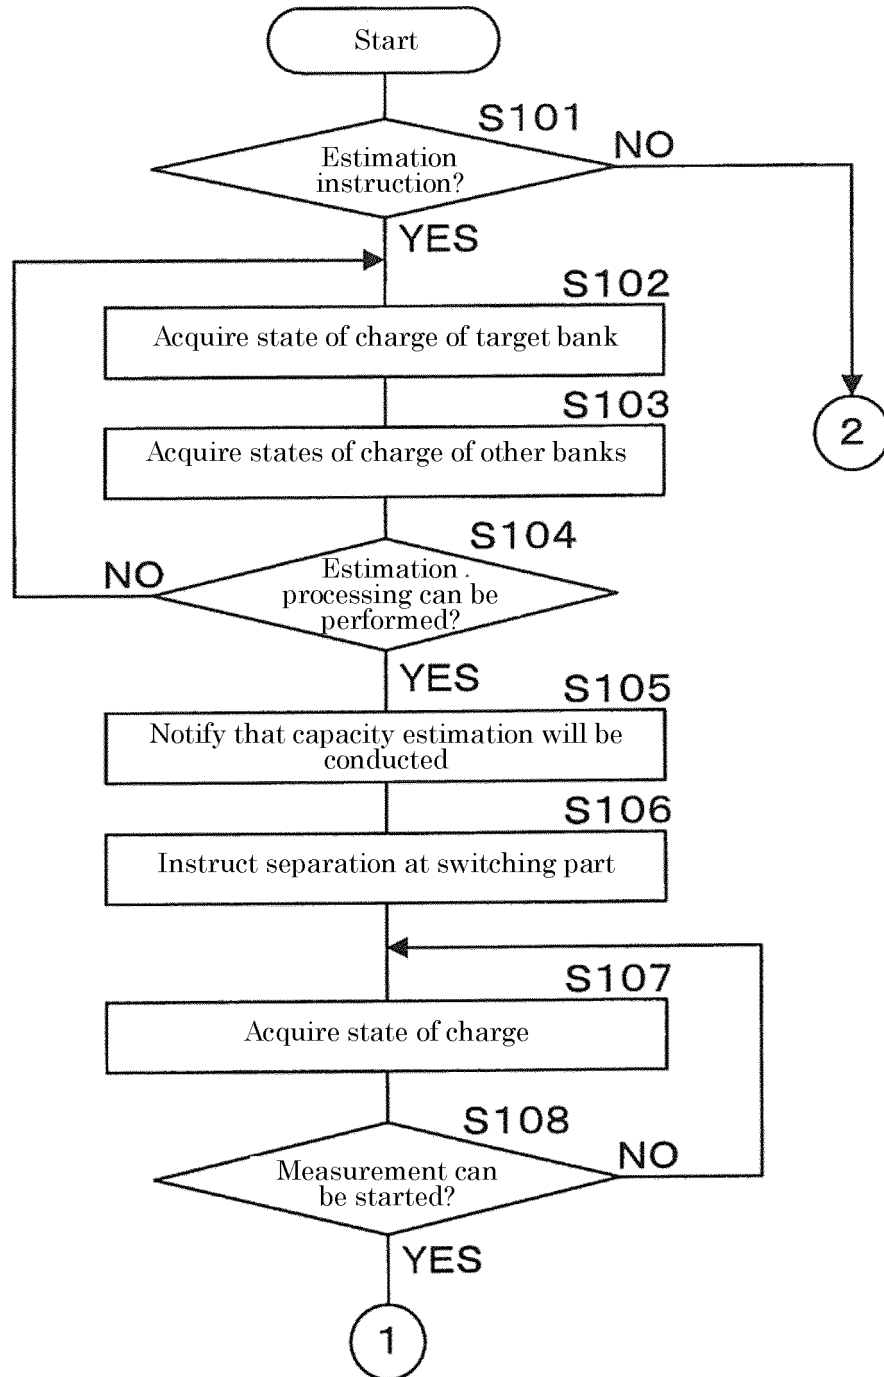 Start
S101
Estimation
instruction?
NO
YES
S102
Acquire state of charge of target bank
S103
Acquire states of charge of other banks
2
S104
NO
Estimation
processing can be
performed?
YES
S105
Notify that capacity estimation will be
conducted
S106
Instruct separation at switching part
S107
Acquire state of charge
S108
Measurement can
be started?
NO
YES
1